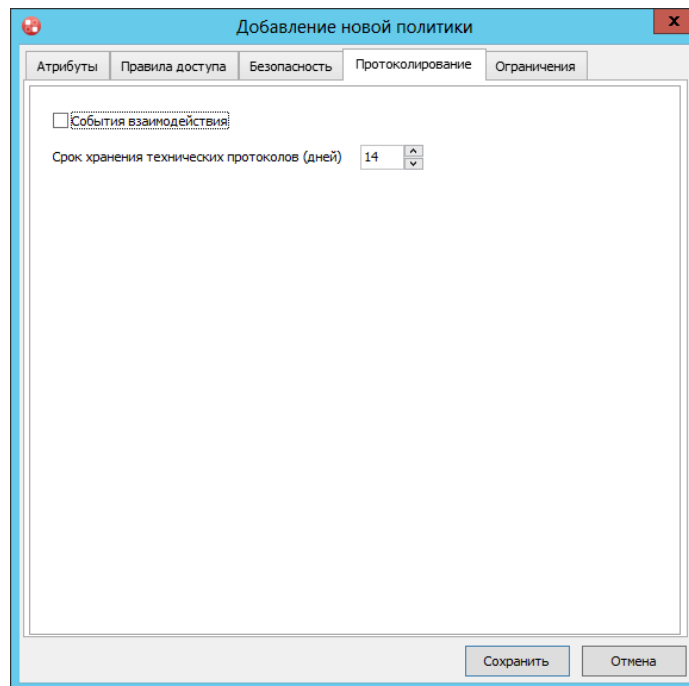 Добавление новой политики
x
Атрибуты Правила доступа Безопасность Протоколирование Ограничения
События взаимодействия
Срок хранения технических протоколов (дней) 14
Сохранить Отмена